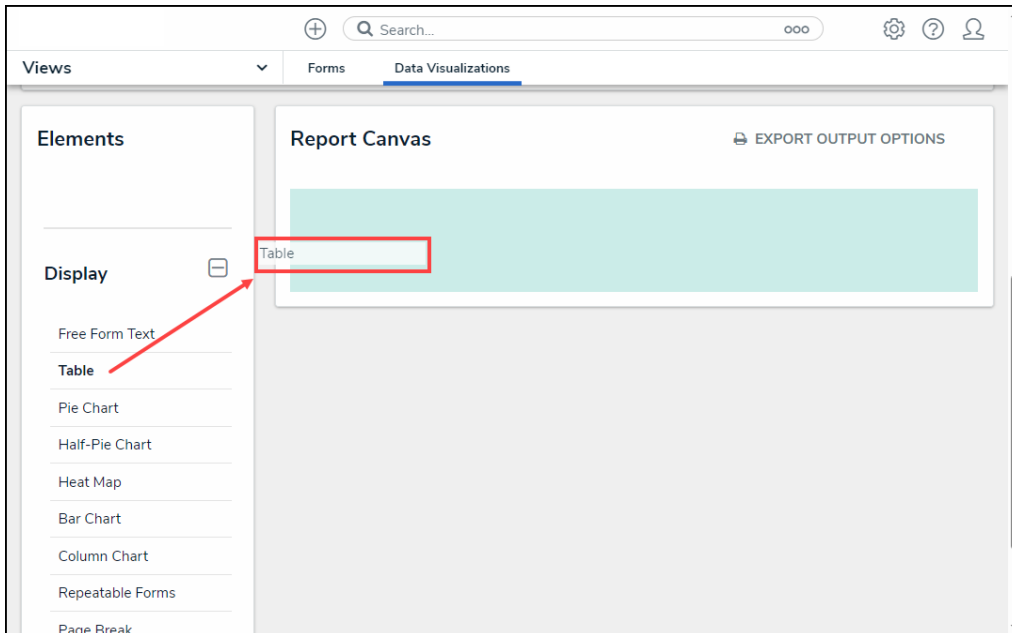 Search...
Views
Forms
Data Visualizations
Elements
Report Canvas
EXPORT OUTPUT OPTIONS
Table
Display
Free Form Text
Table
Pie Chart
Half-Pie Chart
Heat Map
Bar Chart
Column Chart
Repeatable Forms
Page Break